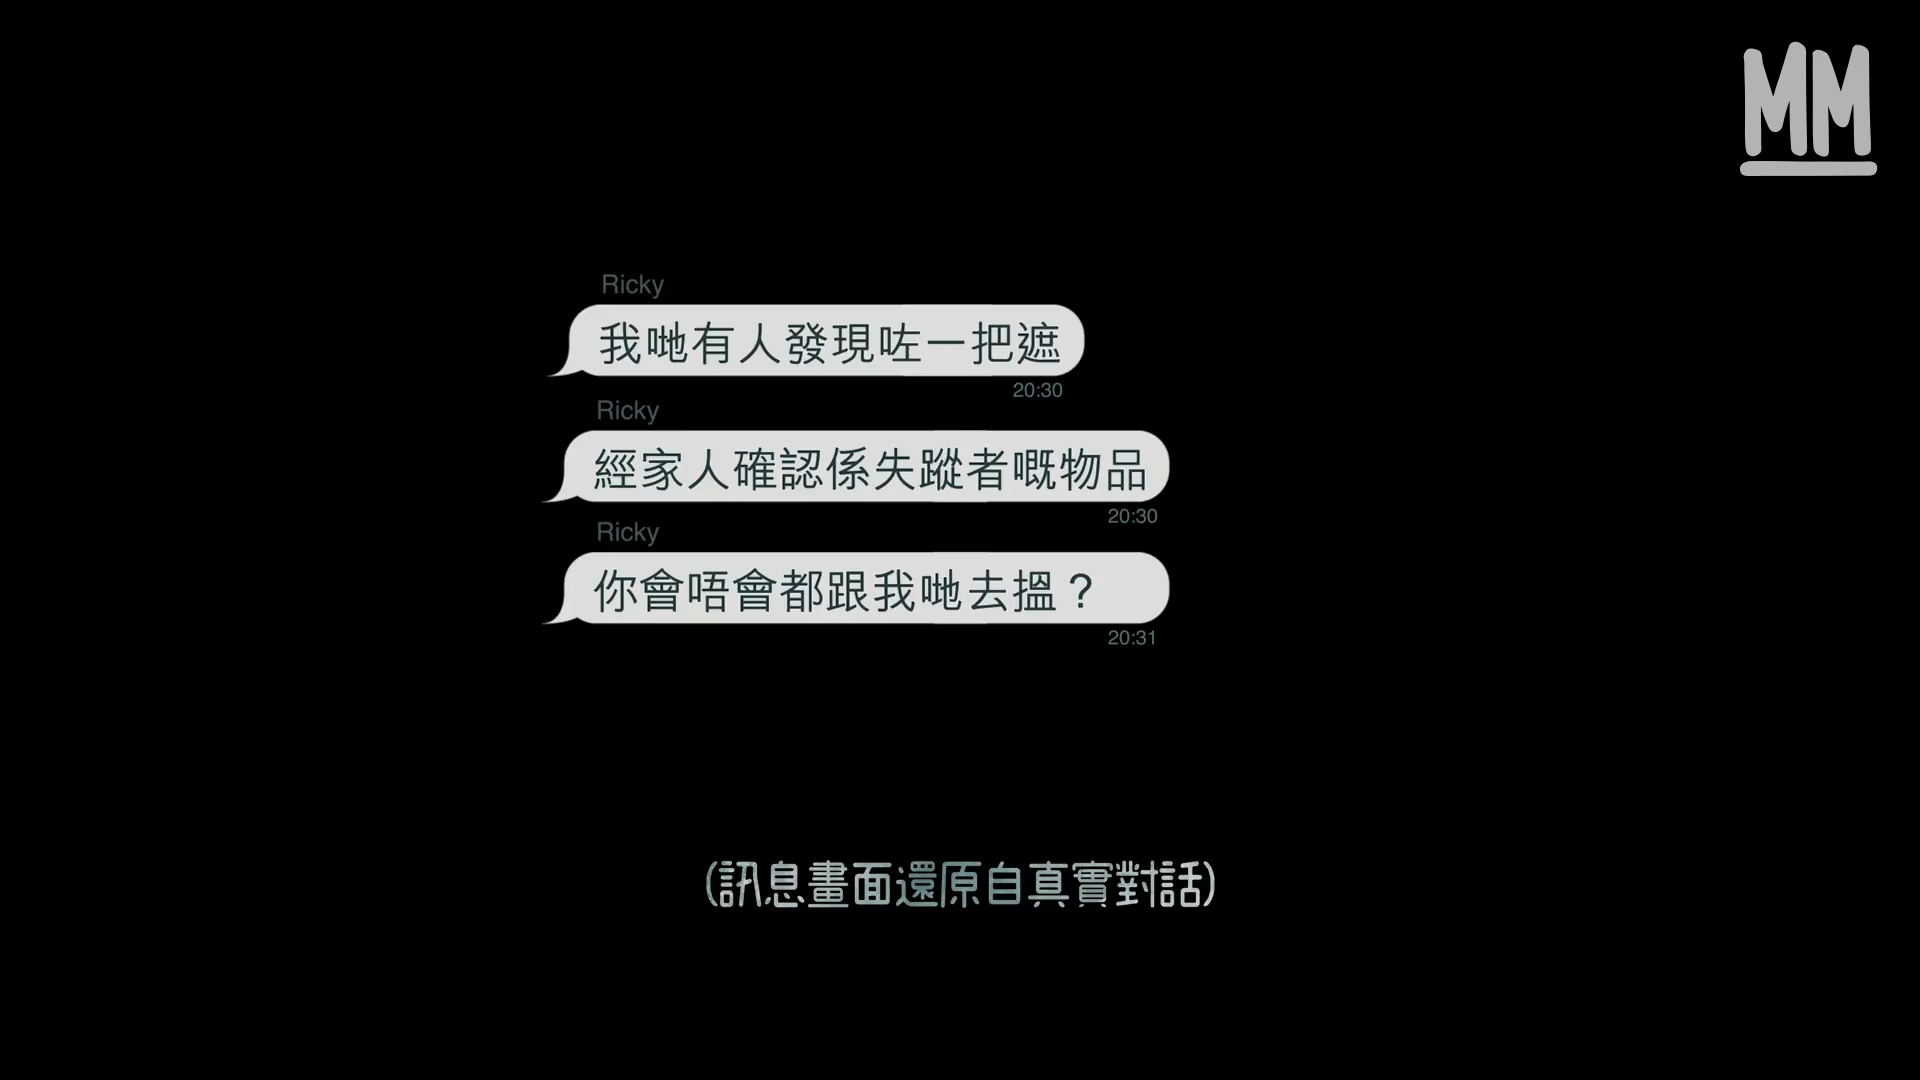 MM
Ricky
我哋有人發現咗一把遮
20:30
Ricky
經家人確認係失蹤者嘅物品
20:30
Ricky
你會唔會都跟我哋去搵？
20:31
(訊息畫面還原自真實對話)